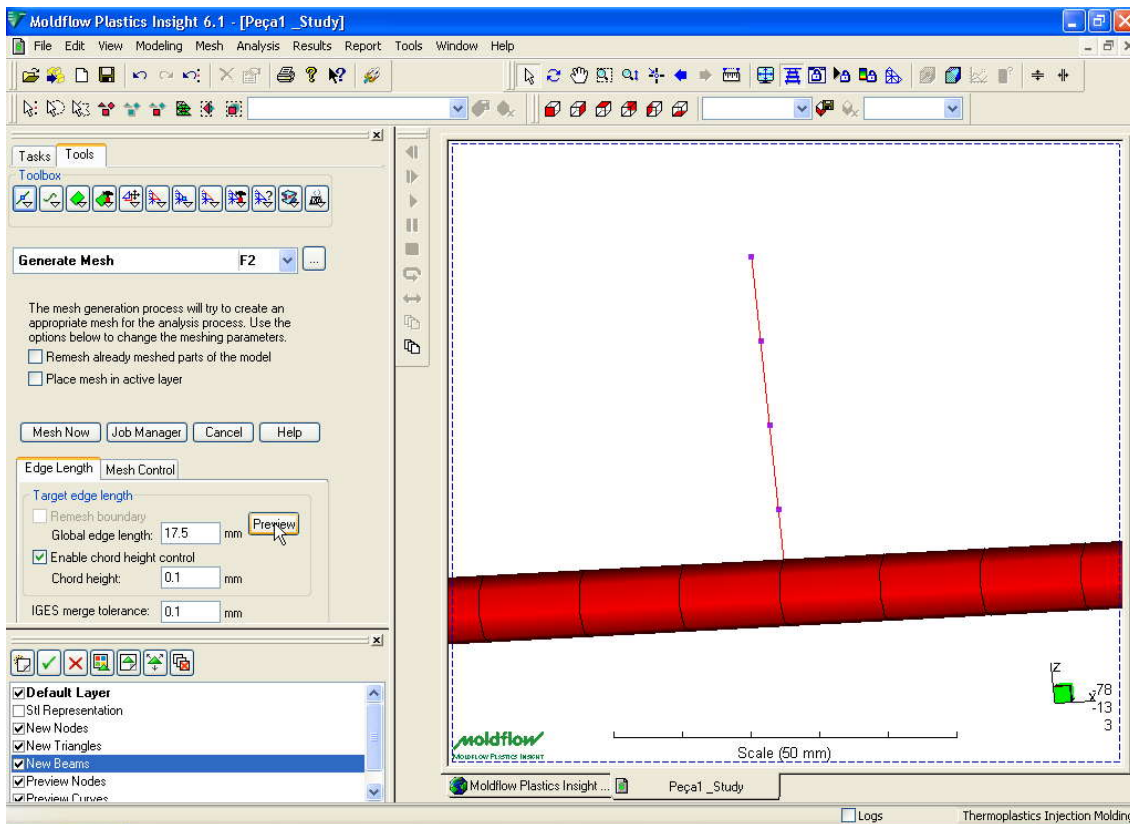 Moldflow Plastics Insight 6.1 - [Peça1 _Study]
File Edit View Modeling Mesh Analysis Results Report Tools Window Help
Tasks Tools
Toolbox
Generate Mesh F2 ...
The mesh generation process will try to create an
appropriate mesh for the analysis process. Use the
options below to change the meshing parameters.
Remesh already meshed parts of the model
Place mesh in active layer
Mesh Now Job Manager Cancel Help
Edge Length Mesh Control
Target edge length
Remesh boundary
Global edge length: 17.5 mm Preview
Enable chord height control
Chord height: 0.1 mm
IGES merge tolerance: 0.1 mm
Default Layer
Stl Representation
New Nodes
New Triangles
New Beams
Preview Nodes
Preview Curves
Z
X
-78
-13
3
moldflow
MOLDFLOW PLASTICS INSIGHT
Scale (50 mm)
Moldflow Plastics Insight ... Peça1 _Study
Logs Thermoplastics Injection Molding